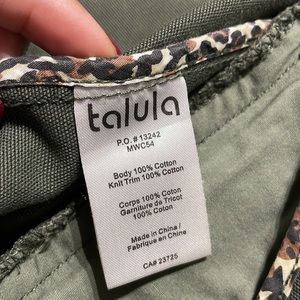 talula
P.O. # 13242
MWC54
Body 100% Cotton
Knit Trim 100% Cotton
Corps 100% Coton
Garniture de Tricot
100% Coton
Made in China /
Fabriqué en Chine
CA# 23725